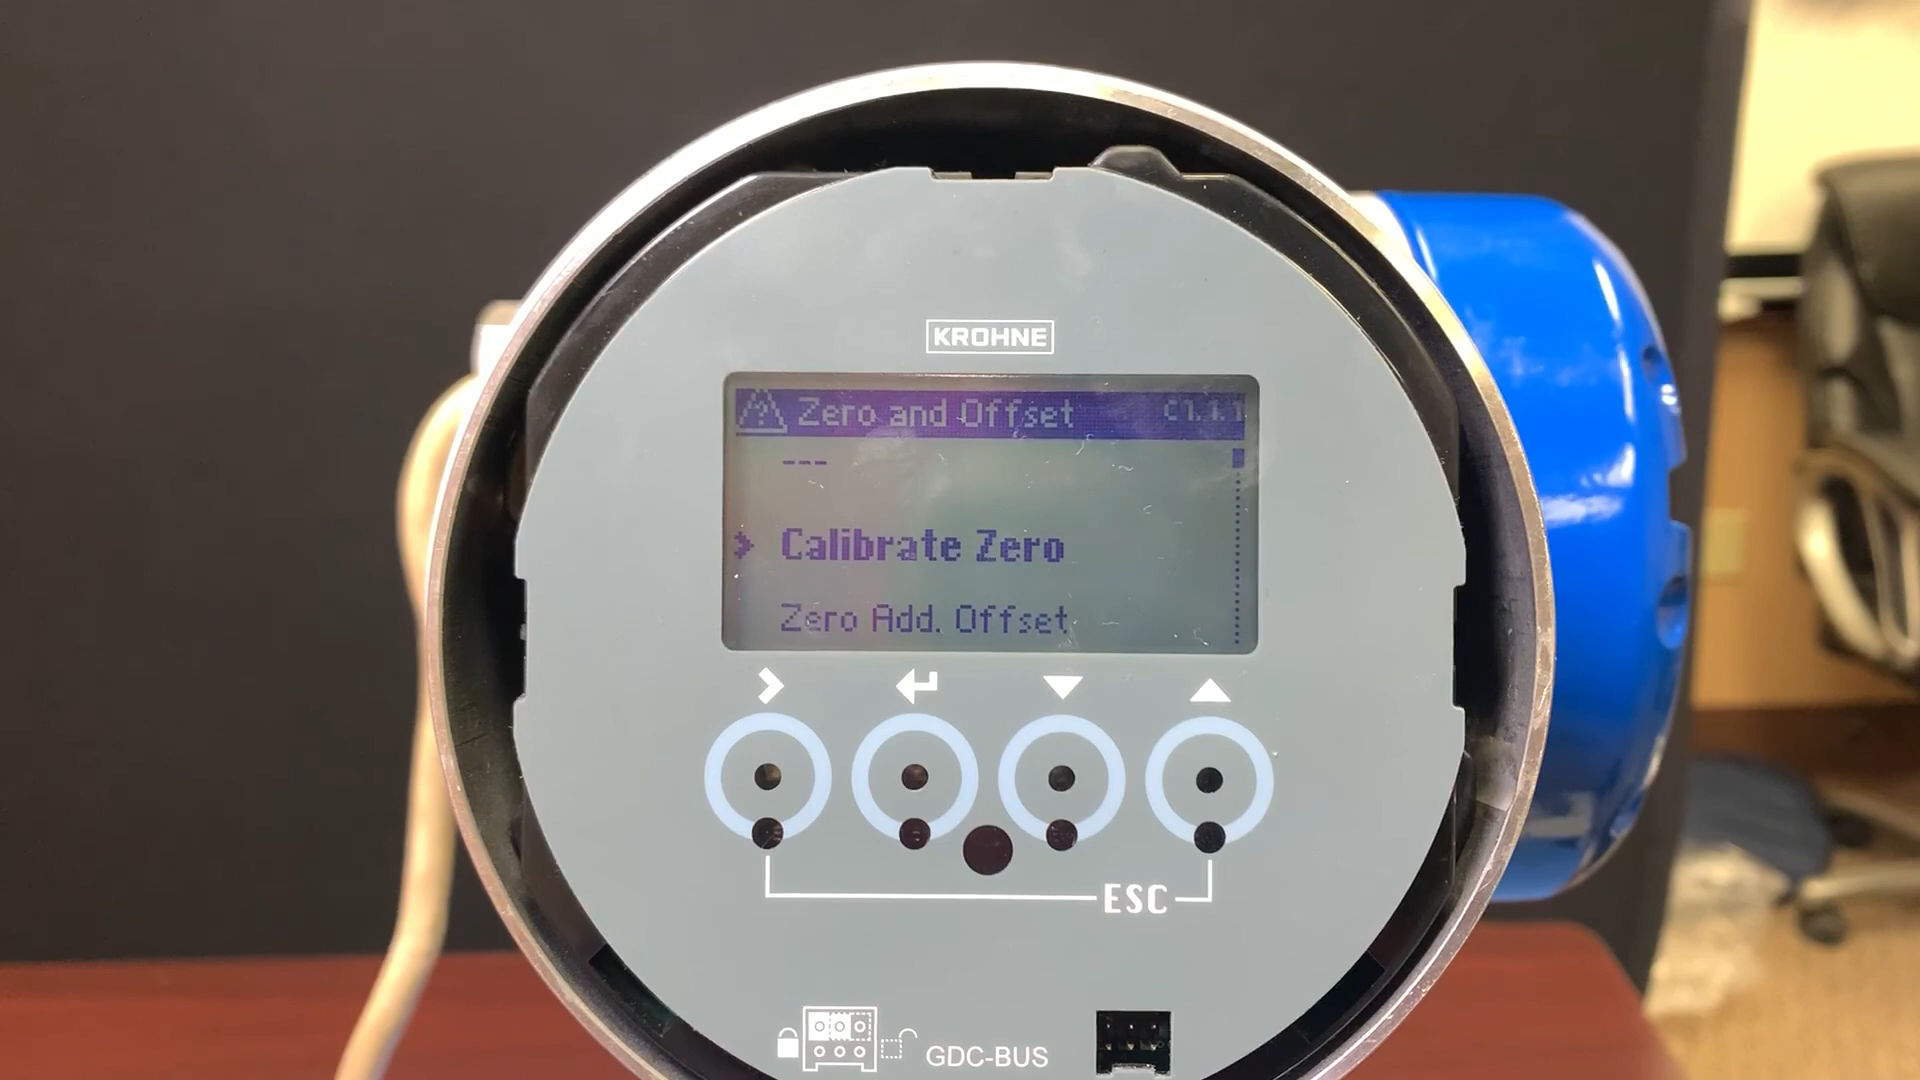 KROHNE
Zero and Offset C1.1.1
---
Calibrate Zero
Zero Add. Offset
ESC
GDC-BUS